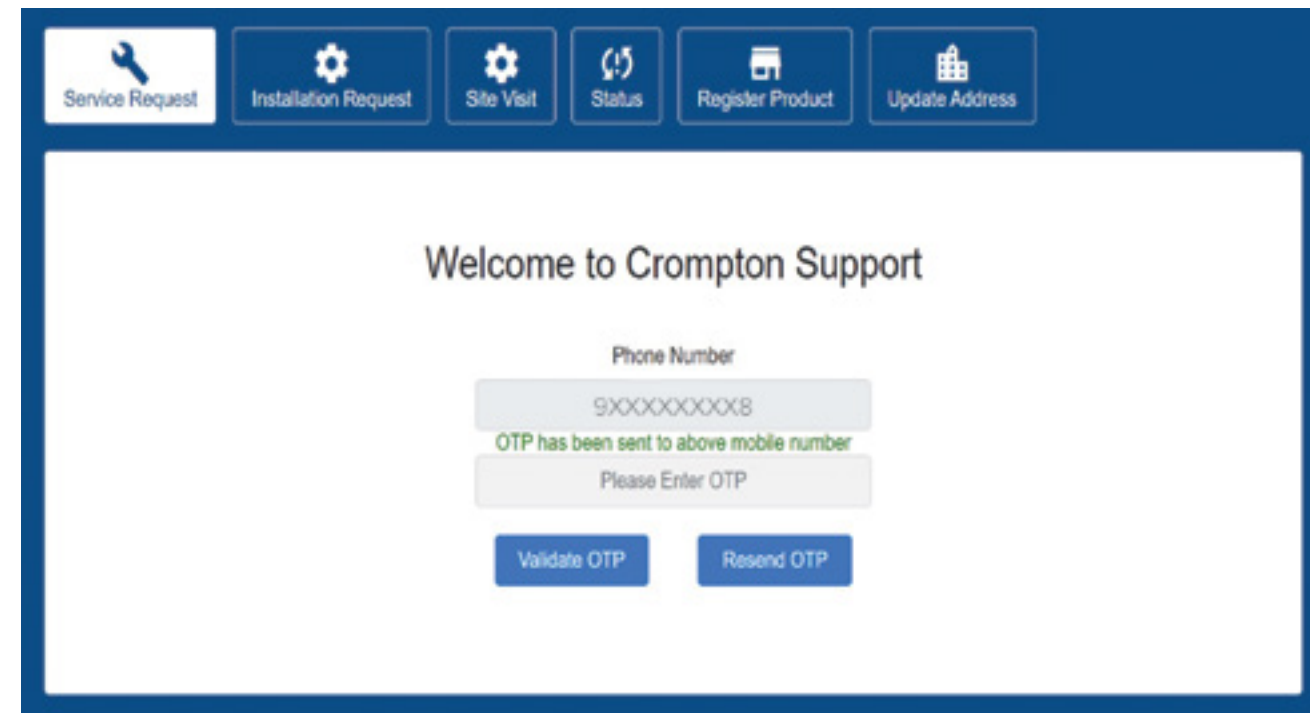 Service Request
Installation Request
Site Visit
Status
Register Product
Update Address
Welcome to Crompton Support
Phone Number
9XXXXXXXX8
OTP has been sent to above mobile number
Please Enter OTP
Validate OTP
Resend OTP